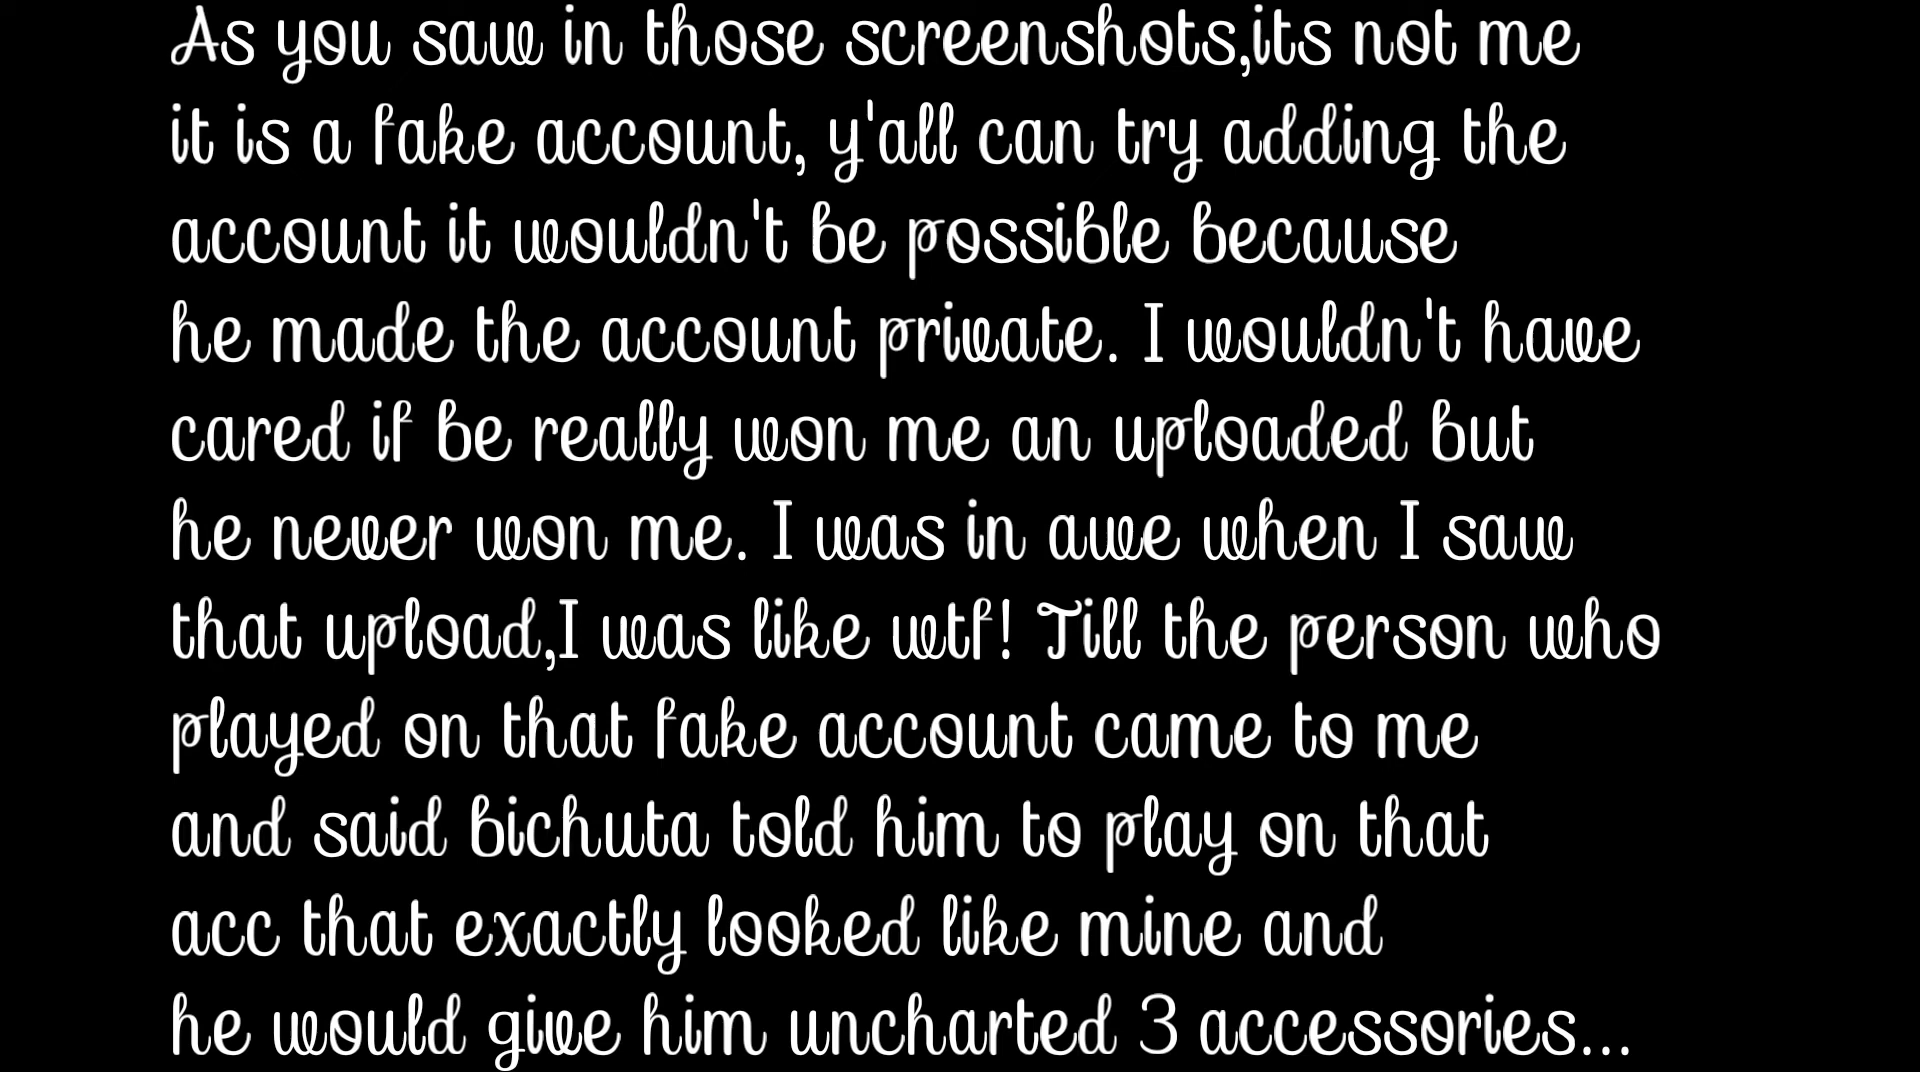 As you saw in those screenshots,its not me
it is a fake account, y'all can try adding the
account it wouldn't be possible because
he made the account private. I wouldn't have
cared if be really won me an uploaded but
he never won me. I was in awe when I saw
that upload,I was like wtf! Till the person who
played on that fake account came to me
and said bichuta told him to play on that
acc that exactly looked like mine and
he would give him uncharted 3 accessories...